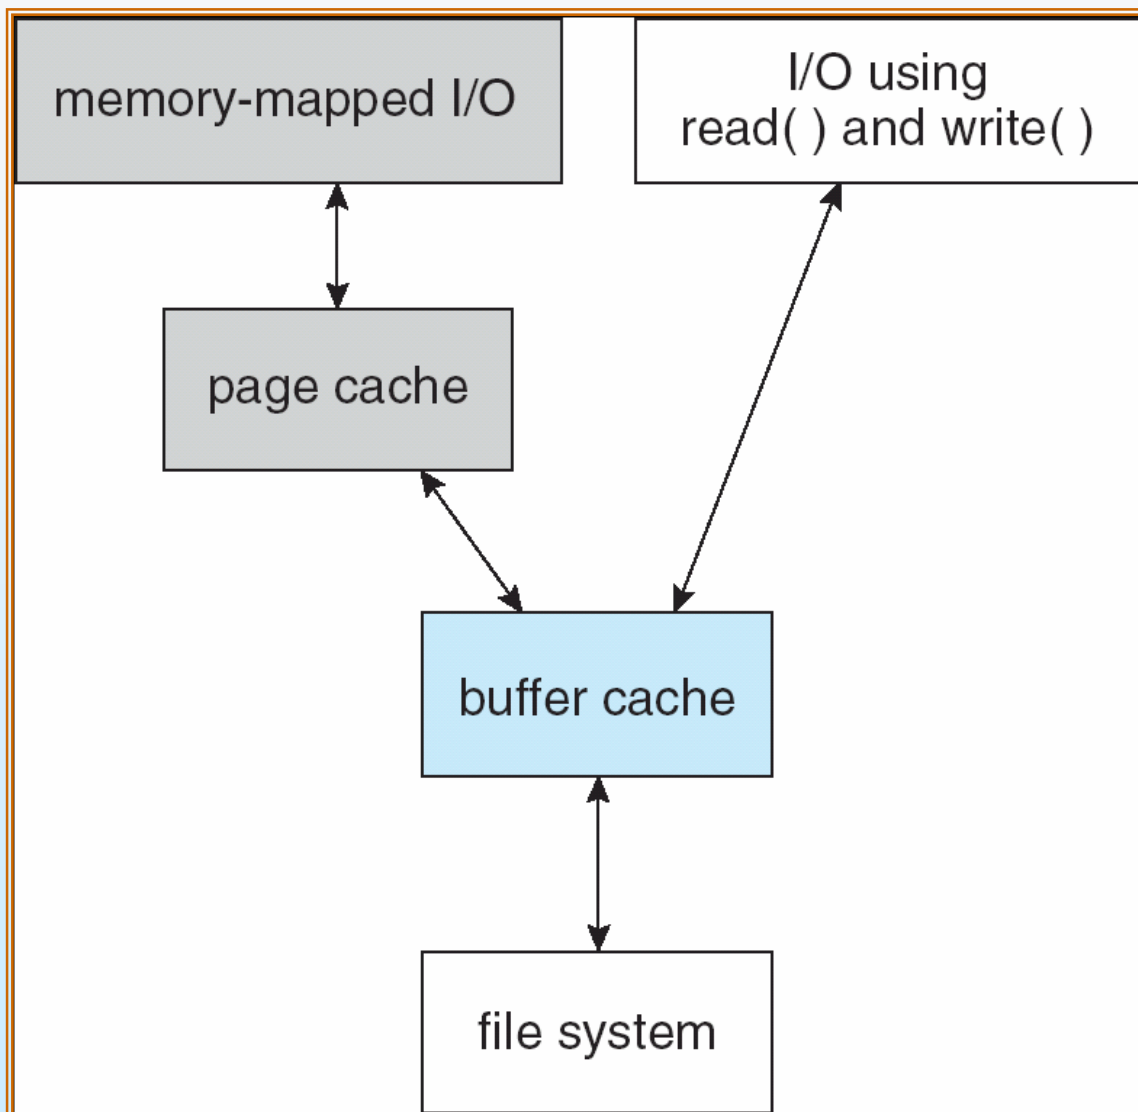 memory-mapped I/O
I/O using
read( ) and write( )
page cache
buffer cache
file system